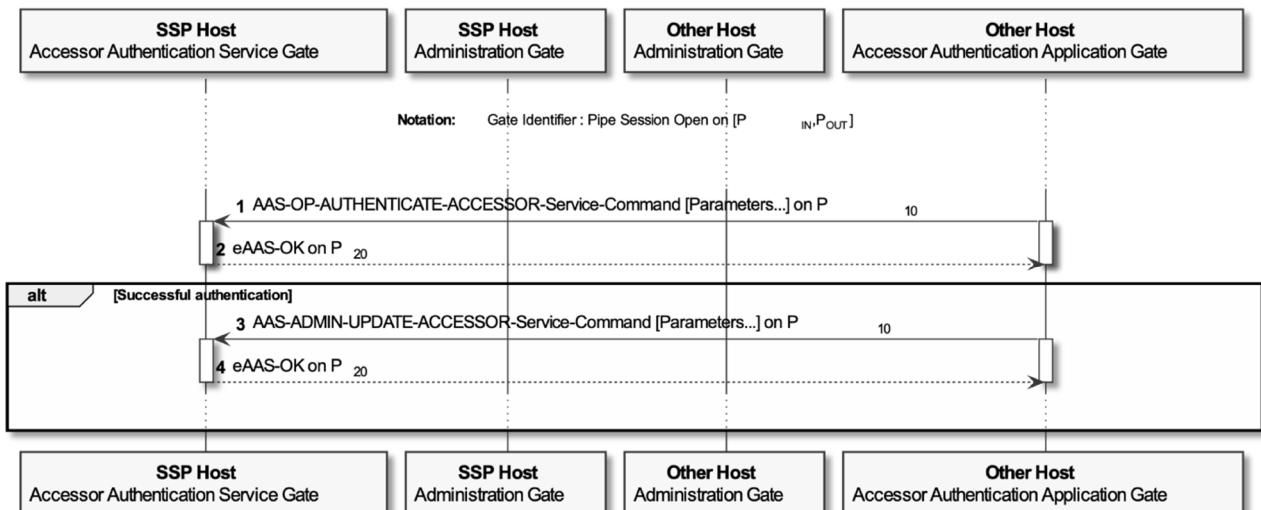 SSP Host
Accessor Authentication Service Gate
SSP Host
Administration Gate
Other Host
Administration Gate
Other Host
Accessor Authentication Application Gate
Notation: Gate Identifier : Pipe Session Open on [P IN,POUT]
1 AAS-OP-AUTHENTICATE-ACCESSOR-Service-Command [Parameters...] on P 10
2 eAAS-OK on P 20
alt [Successful authentication]
3 AAS-ADMIN-UPDATE-ACCESSOR-Service-Command [Parameters...] on P 10
4 eAAS-OK on P 20
SSP Host
Accessor Authentication Service Gate
SSP Host
Administration Gate
Other Host
Administration Gate
Other Host
Accessor Authentication Application Gate